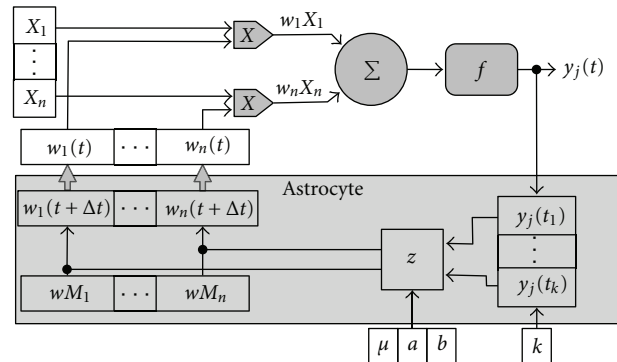 X₁
⋮
Xₙ
X
X
w₁X₁
wₙXₙ
Σ
f
yⱼ(t)
w₁(t) ⋯ wₙ(t)
Astrocyte
w₁(t + Δt) ⋯ wₙ(t + Δt)
wM₁ ⋯ wMₙ
z
yⱼ(t₁)
⋮
yⱼ(tₖ)
μ a b
k